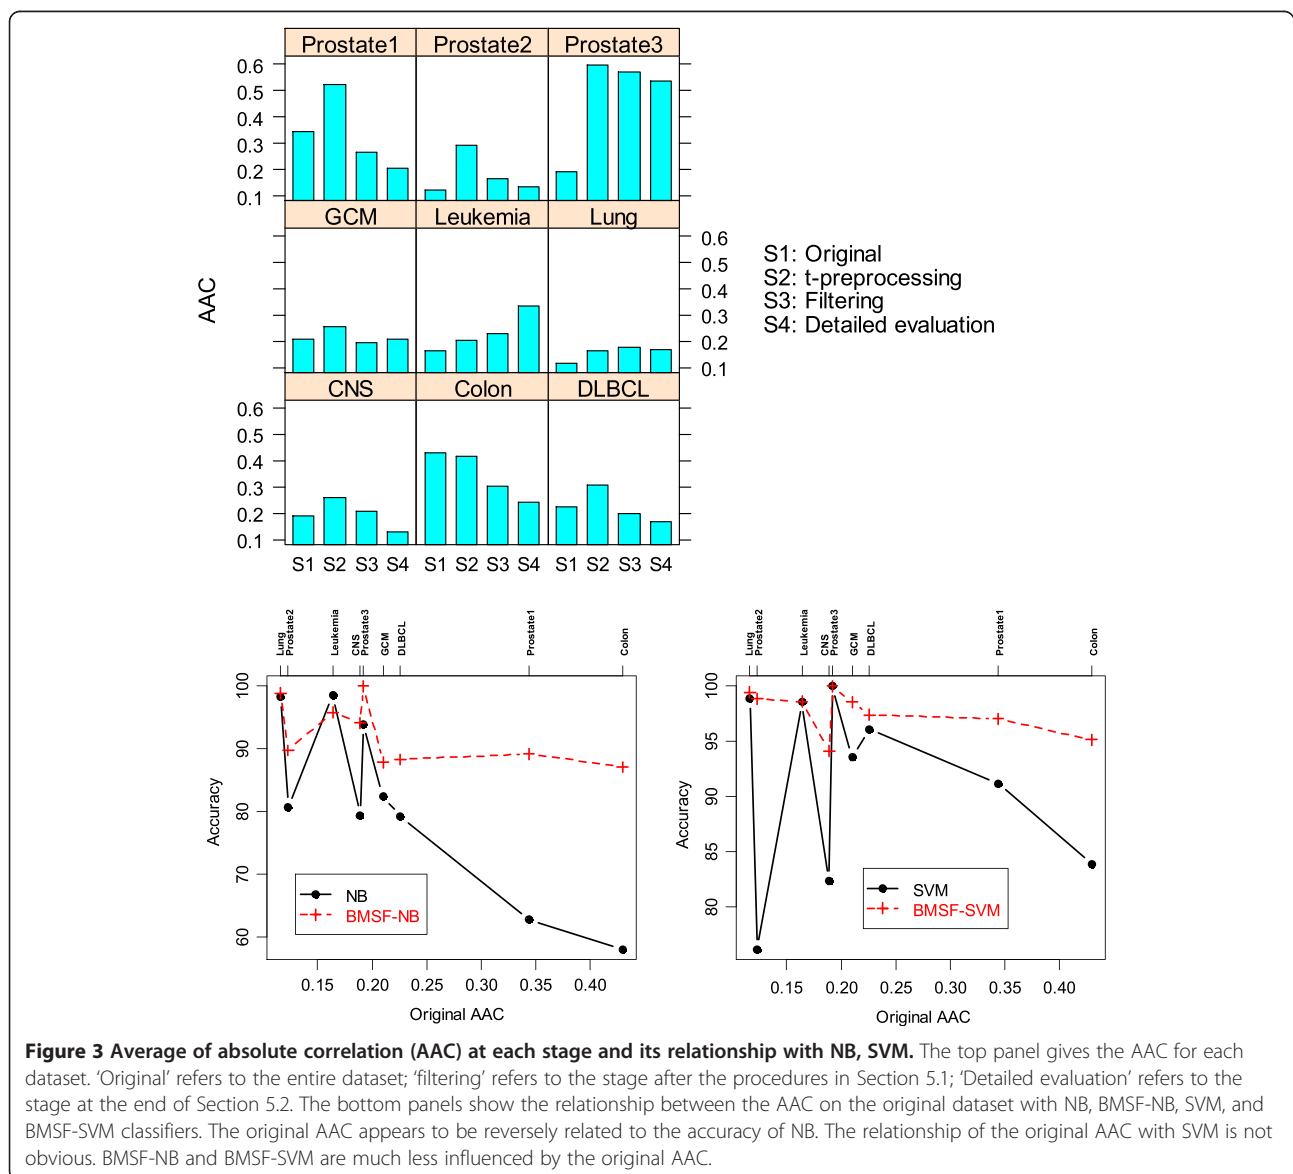 Prostate1 Prostate2 Prostate3
0.6
0.5
0.4
0.3
0.2
0.1
GCM Leukemia Lung
0.6
0.5
0.4
0.3
0.2
0.1
AAC
S1: Original
S2: t-preprocessing
S3: Filtering
S4: Detailed evaluation
CNS Colon DLBCL
0.6
0.5
0.4
0.3
0.2
0.1
S1 S2 S3 S4 S1 S2 S3 S4 S1 S2 S3 S4
Lung Prostate2 Leukemia CNS Prostate3 GCM DLBCL Prostate1 Colon
100
90
80
70
60
Accuracy
NB
BMSF-NB
0.15 0.20 0.25 0.30 0.35 0.40
Original AAC
Lung Prostate2 Leukemia CNS Prostate3 GCM DLBCL Prostate1 Colon
100
95
90
85
80
Accuracy
SVM
BMSF-SVM
0.15 0.20 0.25 0.30 0.35 0.40
Original AAC
Figure 3 Average of absolute correlation (AAC) at each stage and its relationship with NB, SVM. The top panel gives the AAC for each
dataset. ‘Original’ refers to the entire dataset; ‘filtering’ refers to the stage after the procedures in Section 5.1; ‘Detailed evaluation’ refers to the
stage at the end of Section 5.2. The bottom panels show the relationship between the AAC on the original dataset with NB, BMSF-NB, SVM, and
BMSF-SVM classifiers. The original AAC appears to be reversely related to the accuracy of NB. The relationship of the original AAC with SVM is not
obvious. BMSF-NB and BMSF-SVM are much less influenced by the original AAC.